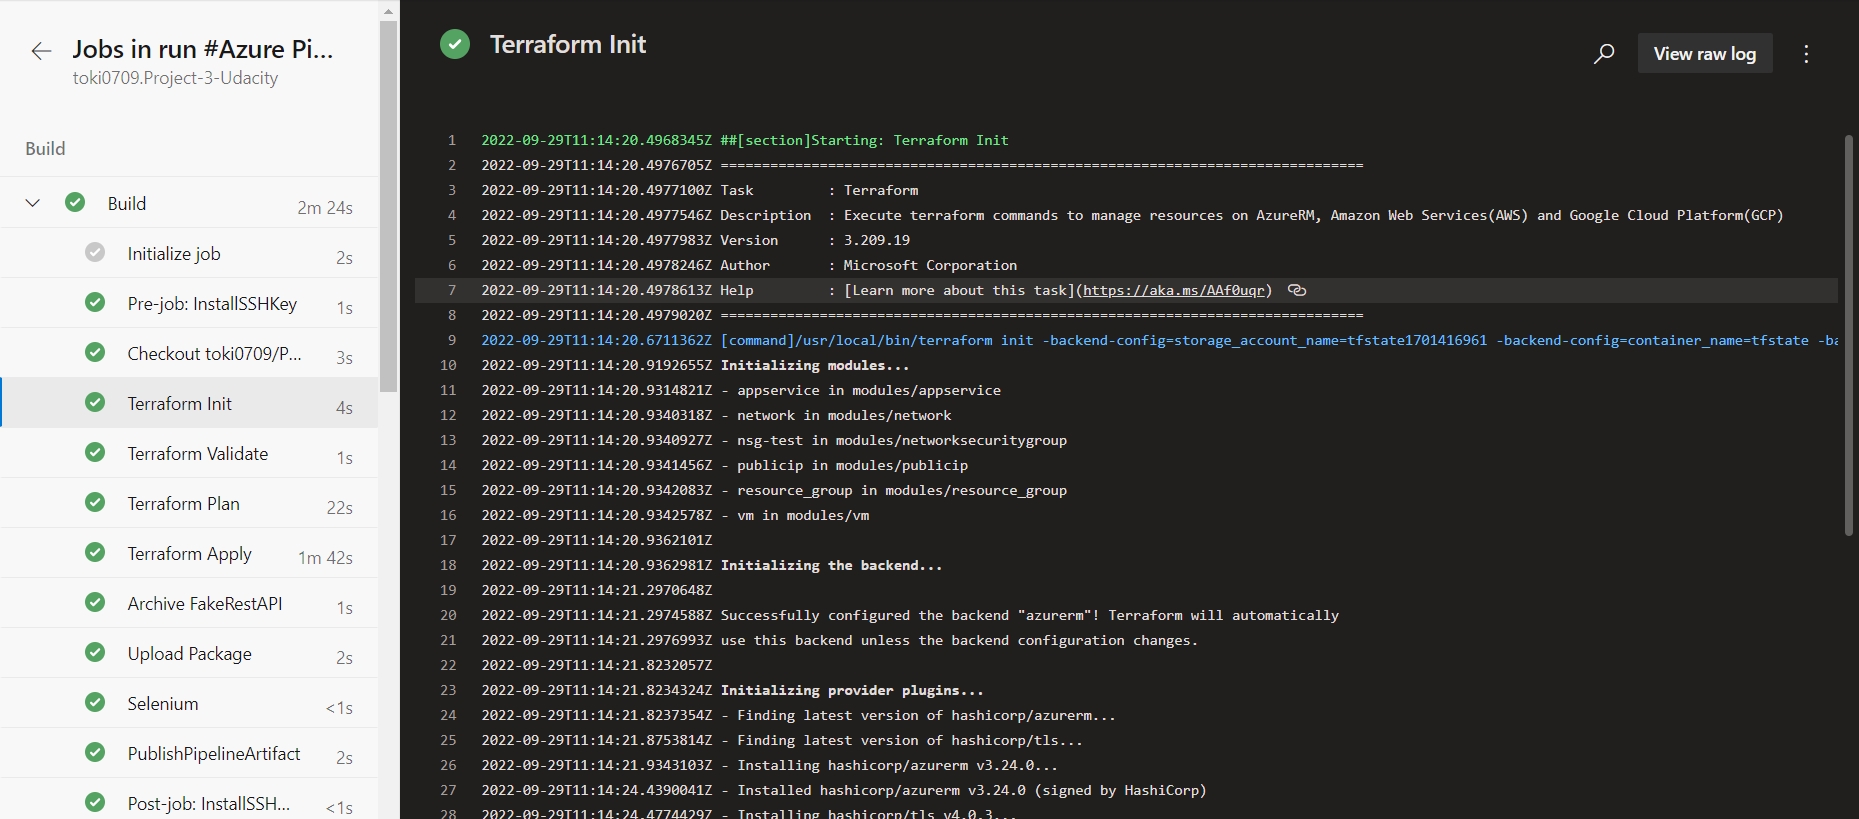 Jobs in run #Azure Pi...
toki0709.Project-3-Udacity
Build
Build 2m 24s
Initialize job 2s
Pre-job: InstallSSHKey 1s
Checkout toki0709/P... 3s
Terraform Init 4s
Terraform Validate 1s
Terraform Plan 22s
Terraform Apply 1m 42s
Archive FakeRestAPI 1s
Upload Package 2s
Selenium <1s
PublishPipelineArtifact 2s
Post-job: InstallSSH... <1s
Terraform Init
View raw log
1 2022-09-29T11:14:20.4968345Z ##[section]Starting: Terraform Init
2 2022-09-29T11:14:20.4976705Z ==============================================================================
3 2022-09-29T11:14:20.4977100Z Task         : Terraform
4 2022-09-29T11:14:20.4977546Z Description  : Execute terraform commands to manage resources on AzureRM, Amazon Web Services(AWS) and Google Cloud Platform(GCP)
5 2022-09-29T11:14:20.4977983Z Version      : 3.209.19
6 2022-09-29T11:14:20.4978246Z Author       : Microsoft Corporation
7 2022-09-29T11:14:20.4978613Z Help         : [Learn more about this task](https://aka.ms/AAf0uqr)
8 2022-09-29T11:14:20.4979020Z ==============================================================================
9 2022-09-29T11:14:20.6711362Z [command]/usr/local/bin/terraform init -backend-config=storage_account_name=tfstate1701416961 -backend-config=container_name=tfstate -ba
10 2022-09-29T11:14:20.9192655Z Initializing modules...
11 2022-09-29T11:14:20.9314821Z - appservice in modules/appservice
12 2022-09-29T11:14:20.9340318Z - network in modules/network
13 2022-09-29T11:14:20.9340927Z - nsg-test in modules/networksecuritygroup
14 2022-09-29T11:14:20.9341456Z - publicip in modules/publicip
15 2022-09-29T11:14:20.9342083Z - resource_group in modules/resource_group
16 2022-09-29T11:14:20.9342578Z - vm in modules/vm
17 2022-09-29T11:14:20.9362101Z
18 2022-09-29T11:14:20.9362981Z Initializing the backend...
19 2022-09-29T11:14:21.2970648Z
20 2022-09-29T11:14:21.2974588Z Successfully configured the backend "azurerm"! Terraform will automatically
21 2022-09-29T11:14:21.2976993Z use this backend unless the backend configuration changes.
22 2022-09-29T11:14:21.8232057Z
23 2022-09-29T11:14:21.8234324Z Initializing provider plugins...
24 2022-09-29T11:14:21.8237354Z - Finding latest version of hashicorp/azurerm...
25 2022-09-29T11:14:21.8753814Z - Finding latest version of hashicorp/tls...
26 2022-09-29T11:14:21.9343103Z - Installing hashicorp/azurerm v3.24.0...
27 2022-09-29T11:14:24.4390041Z - Installed hashicorp/azurerm v3.24.0 (signed by HashiCorp)
28 2022-09-29T11:14:24.4774429Z - Installing hashicorp/tls v4.0.3...